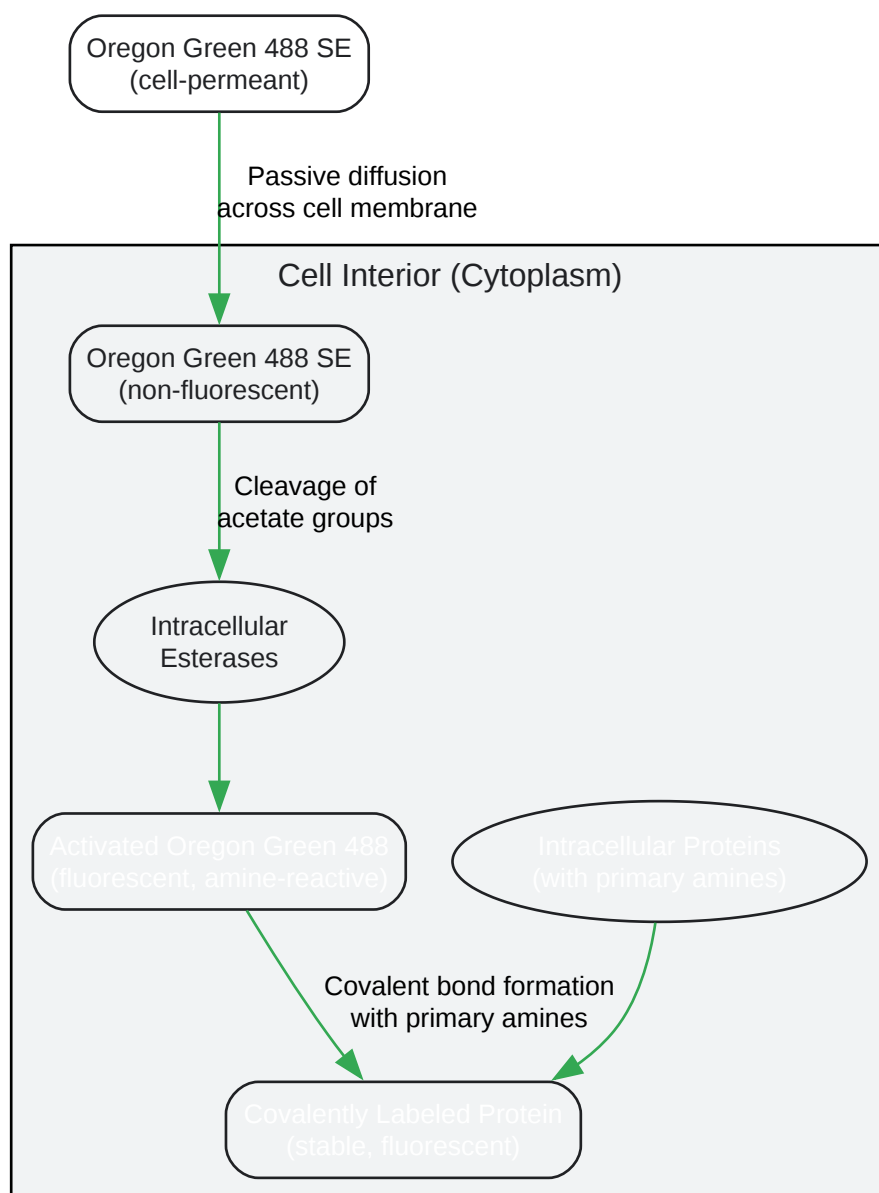 Oregon Green 488 SE
(cell-permeant)
Passive diffusion
across cell membrane
Cell Interior (Cytoplasm)
Oregon Green 488 SE
(non-fluorescent)
Cleavage of
acetate groups
Intracellular
Esterases
Activated Oregon Green 488
(fluorescent, amine-reactive)
Intracellular Proteins
(with primary amines)
Covalent bond formation
with primary amines
Covalently Labeled Protein
(stable, fluorescent)